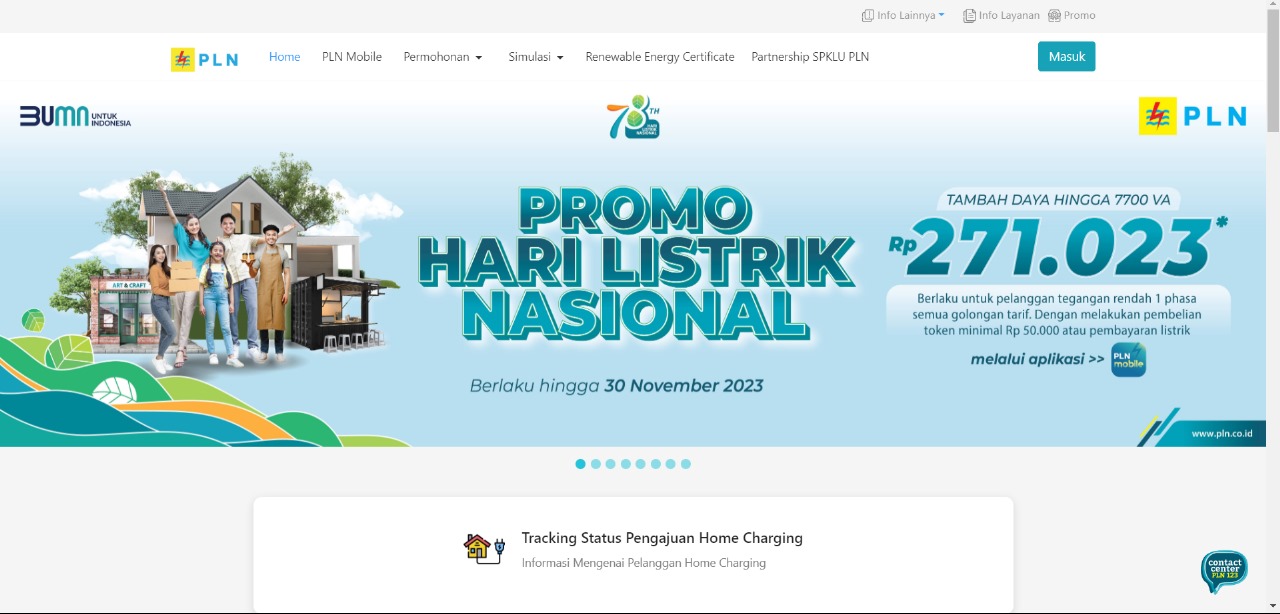 Info Lainnya Info Layanan Promo
PLN Home PLN Mobile Permohonan Simulasi Renewable Energy Certificate Partnership SPKLU PLN Masuk
BUMN UNTUK
INDONESIA
78TH
HARI
LISTRIK
NASIONAL
PLN
ART & CRAFT
PROMO
HARI LISTRIK
NASIONAL
Berlaku hingga 30 November 2023
TAMBAH DAYA HINGGA 7700 VA
Rp271.023*
Berlaku untuk pelanggan tegangan rendah 1 phasa
semua golongan tarif. Dengan melakukan pembelian
token minimal Rp 50.000 atau pembayaran listrik
melalui aplikasi >> PLN
mobile
www.pln.co.id
Tracking Status Pengajuan Home Charging
Informasi Mengenai Pelanggan Home Charging
contact
center
PLN 123